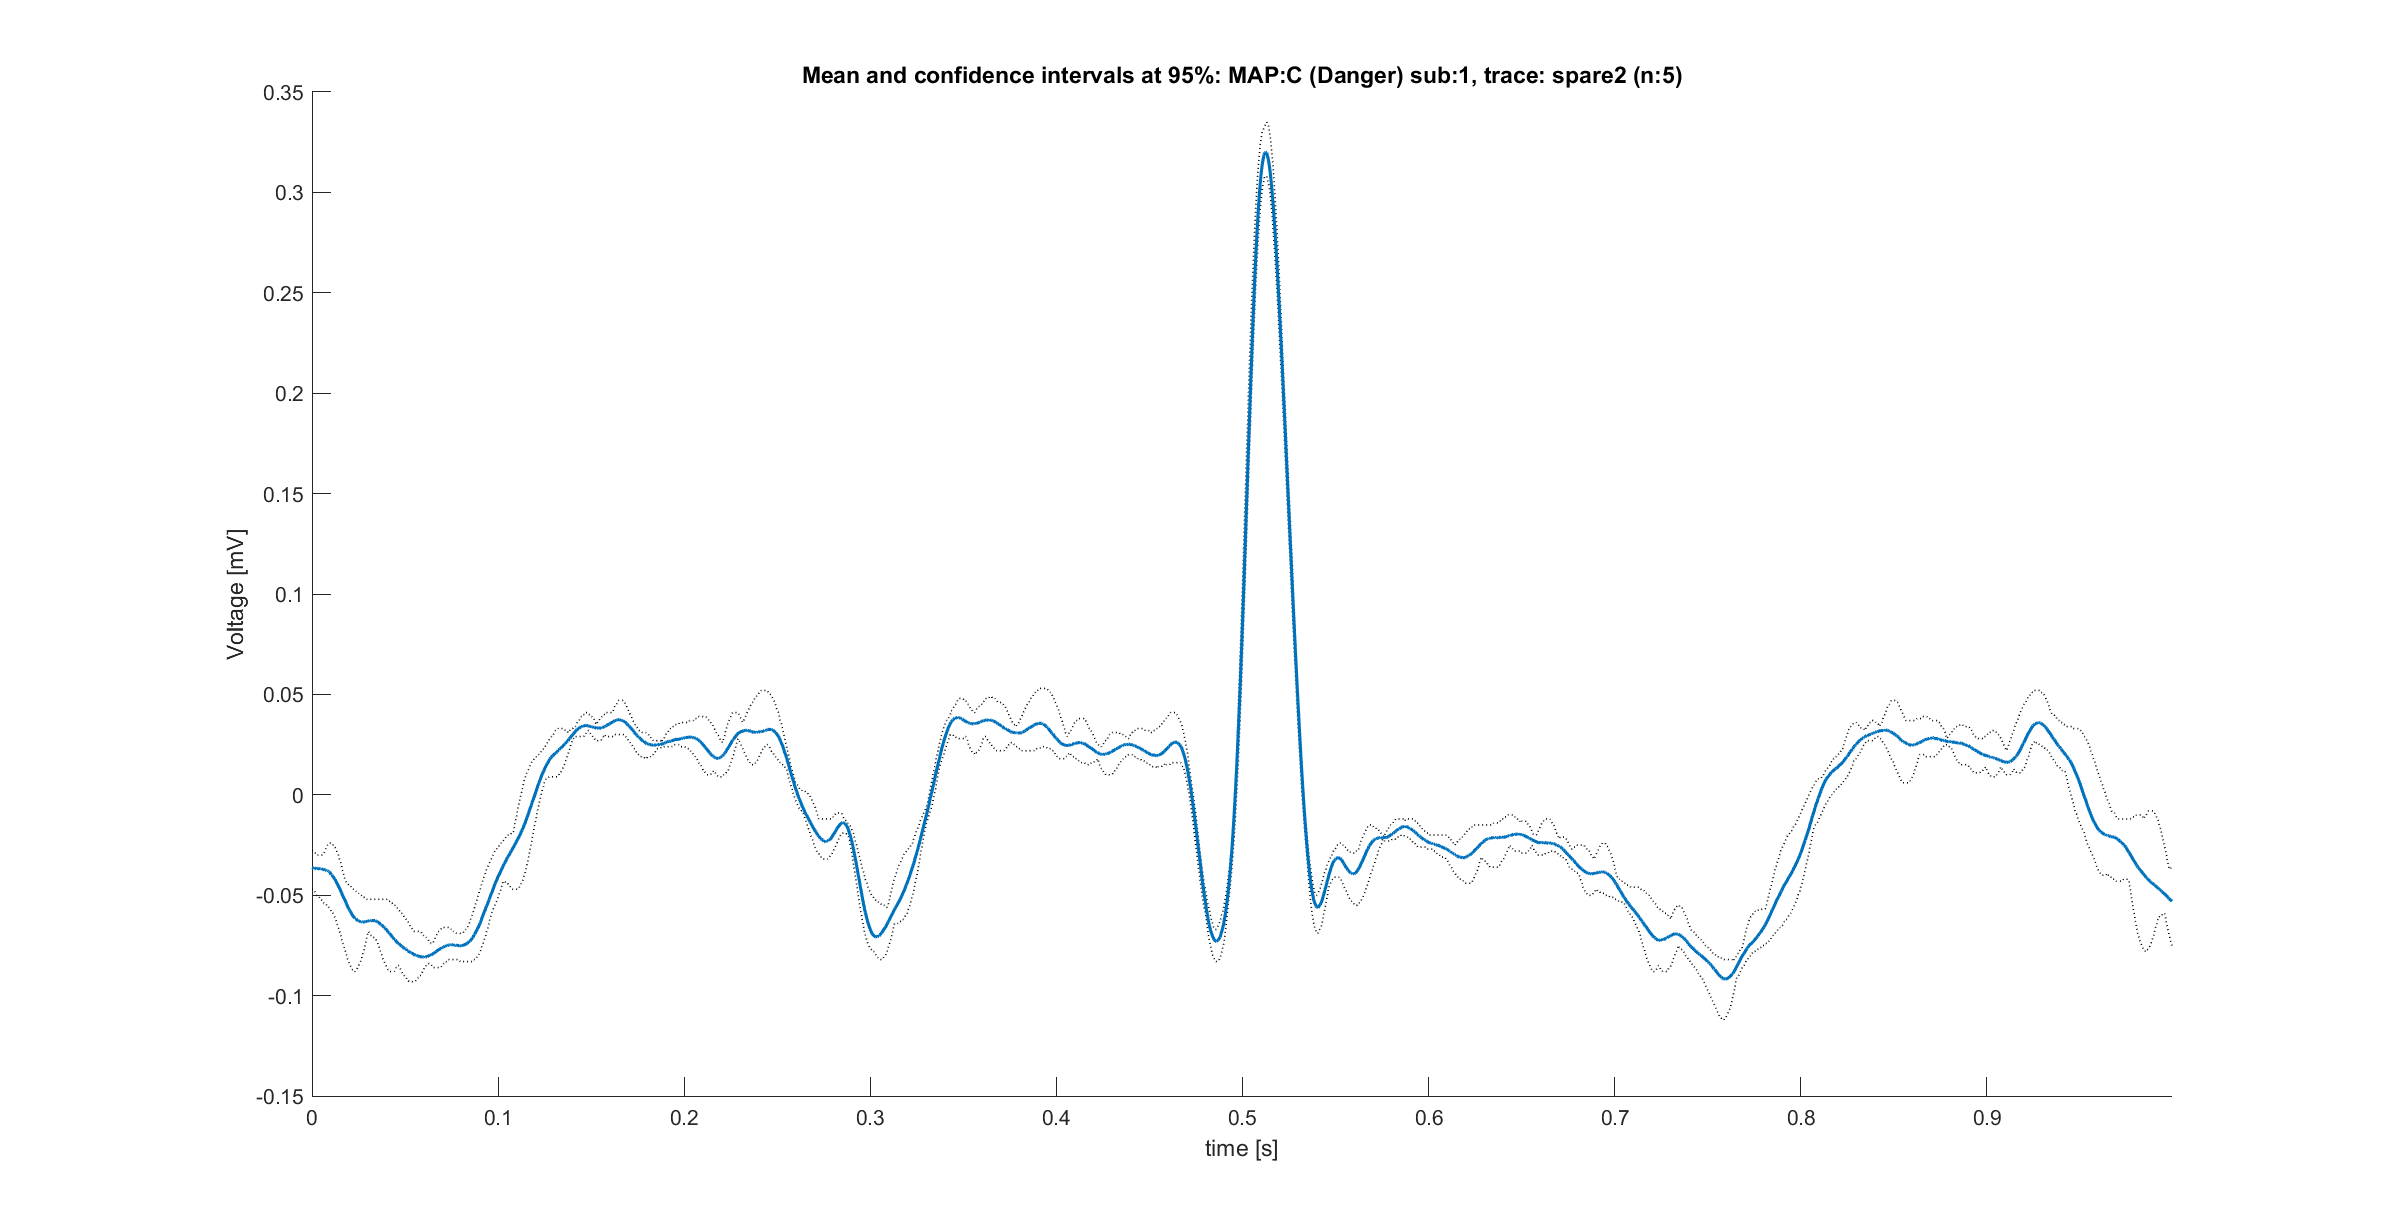 Mean and confidence intervals at 95%: MAP:C (Danger) sub:1, trace: spare2 (n:5)
0.35
0.3
0.25
0.2
0.15
0.1
0.05
0
-0.05
-0.1
-0.15
Voltage [mV]
0 0.1 0.2 0.3 0.4 0.5 0.6 0.7 0.8 0.9
time [s]